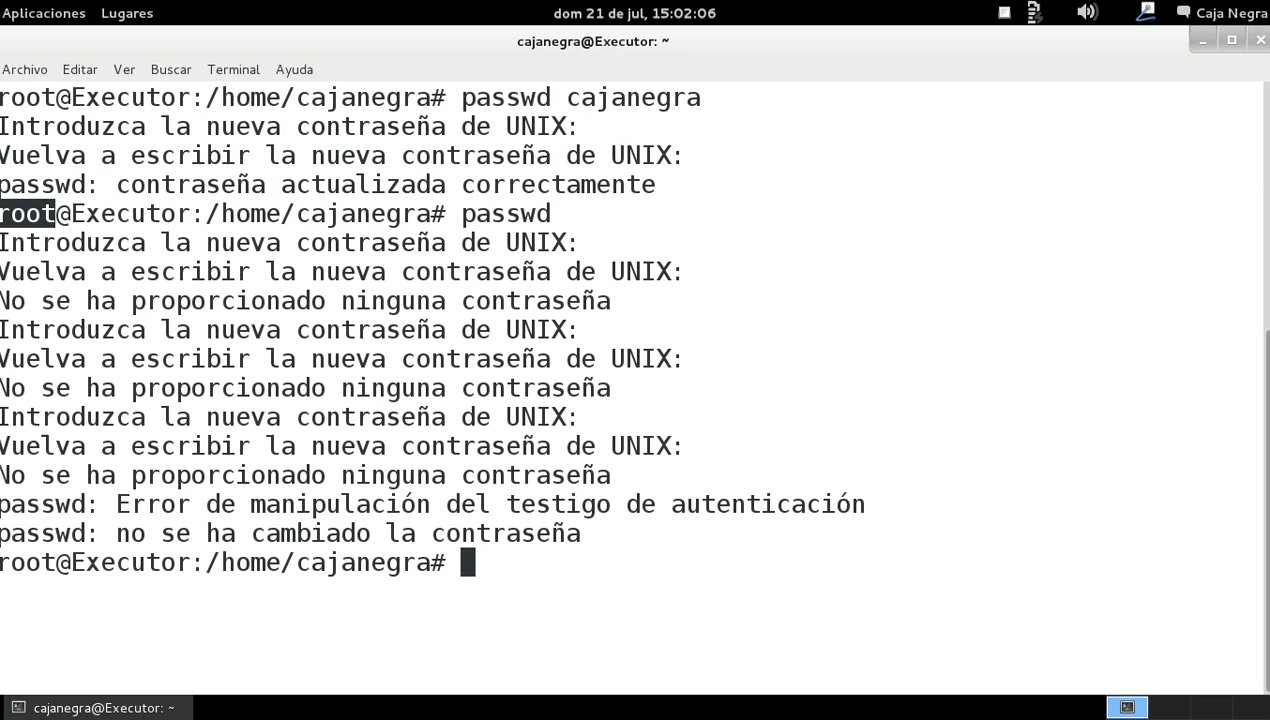 Aplicaciones Lugares dom 21 de jul, 15:02:06 Caja Negra
cajanegra@Executor: ~
Archivo Editar Ver Buscar Terminal Ayuda
root@Executor:/home/cajanegra# passwd cajanegra
Introduzca la nueva contraseña de UNIX:
Vuelva a escribir la nueva contraseña de UNIX:
passwd: contraseña actualizada correctamente
root@Executor:/home/cajanegra# passwd
Introduzca la nueva contraseña de UNIX:
Vuelva a escribir la nueva contraseña de UNIX:
No se ha proporcionado ninguna contraseña
Introduzca la nueva contraseña de UNIX:
Vuelva a escribir la nueva contraseña de UNIX:
No se ha proporcionado ninguna contraseña
Introduzca la nueva contraseña de UNIX:
Vuelva a escribir la nueva contraseña de UNIX:
No se ha proporcionado ninguna contraseña
passwd: Error de manipulación del testigo de autenticación
passwd: no se ha cambiado la contraseña
root@Executor:/home/cajanegra#
cajanegra@Executor: ~